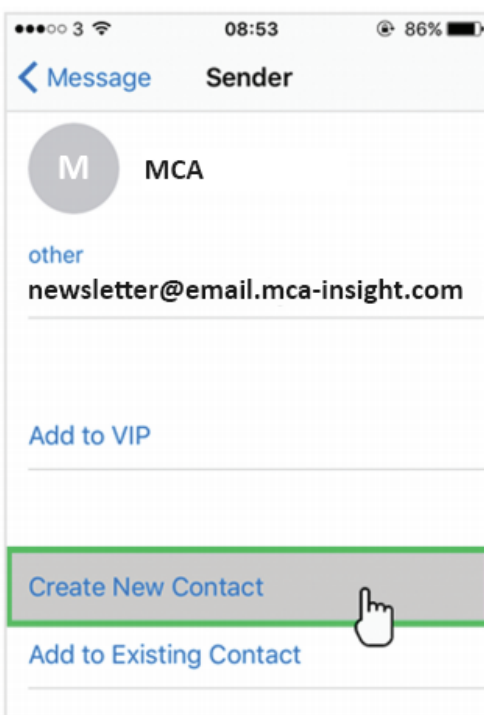 3 08:53 86%
Message Sender
M MCA
other
newsletter@email.mca-insight.com
Add to VIP
Create New Contact
Add to Existing Contact